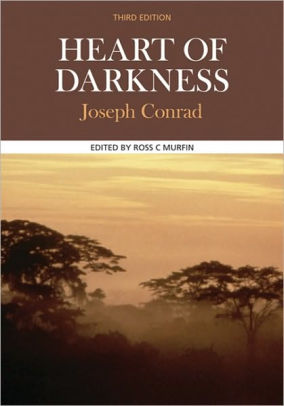 THIRD EDITION
HEART OF
DARKNESS
Joseph Conrad
EDITED BY ROSS C MURFIN